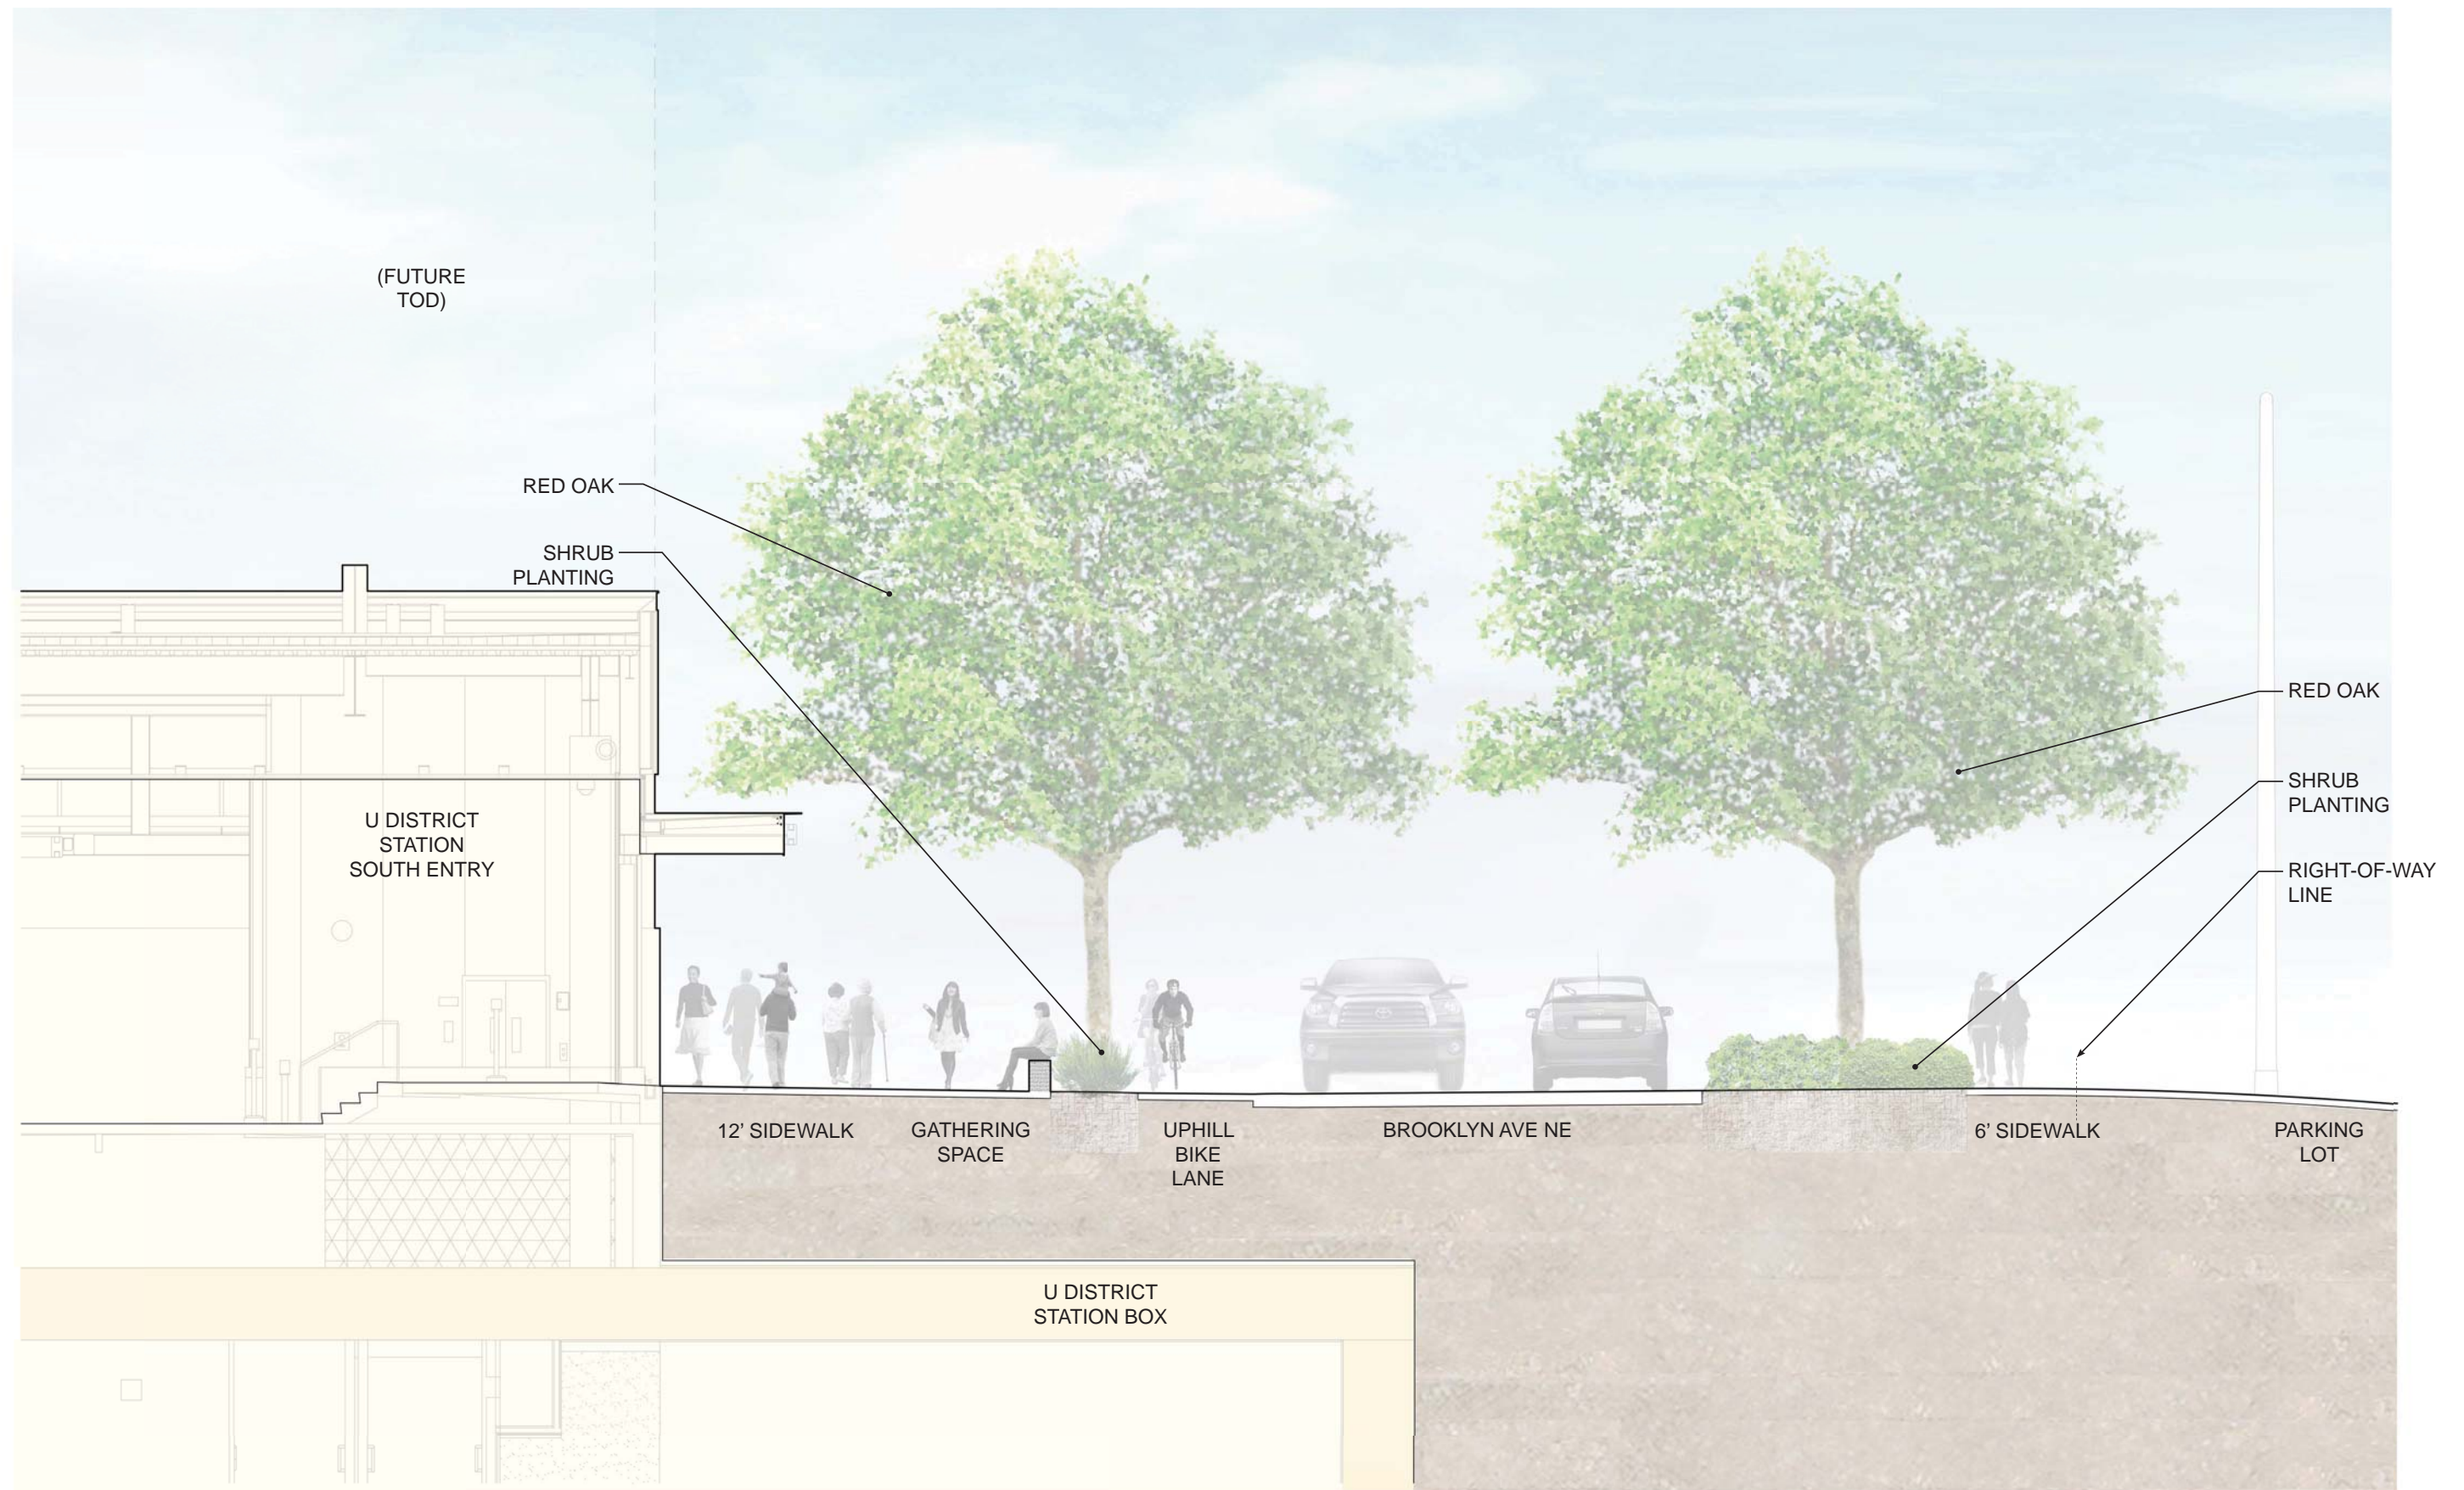 (FUTURE
TOD)
RED OAK
SHRUB
PLANTING
RED OAK
SHRUB
PLANTING
U DISTRICT
STATION
SOUTH ENTRY
RIGHT-OF-WAY
LINE
12’ SIDEWALK
GATHERING
SPACE
UPHILL
BIKE
LANE
BROOKLYN AVE NE
6’ SIDEWALK
PARKING
LOT
U DISTRICT
STATION BOX